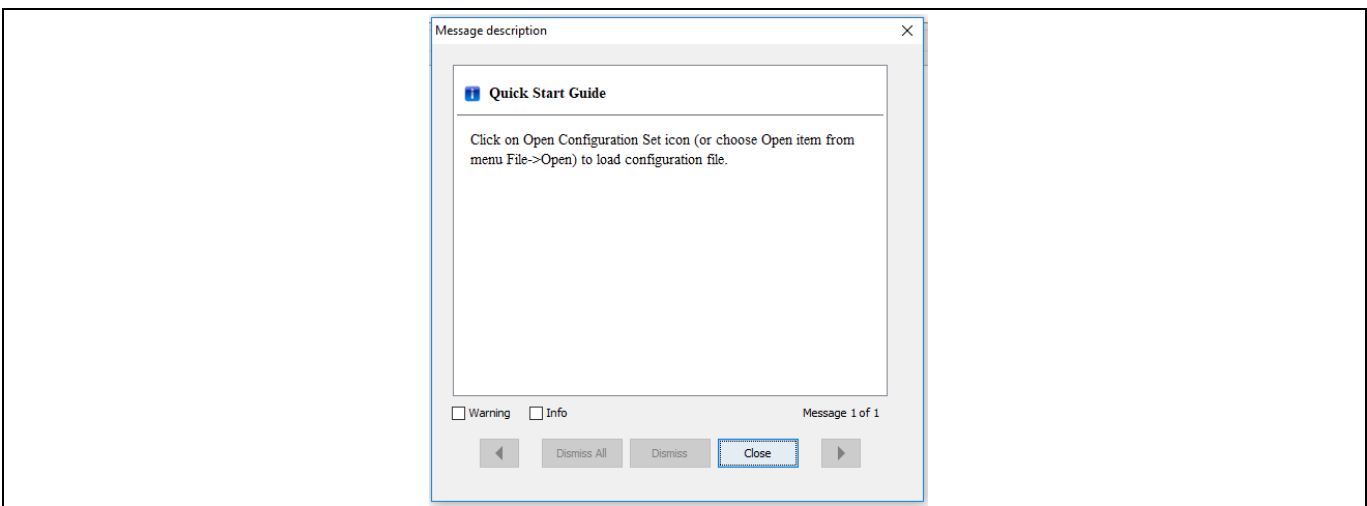 Message description
Quick Start Guide
Click on Open Configuration Set icon (or choose Open item from
menu File->Open) to load configuration file.
Warning Info Message 1 of 1
Dismiss All Dismiss Close